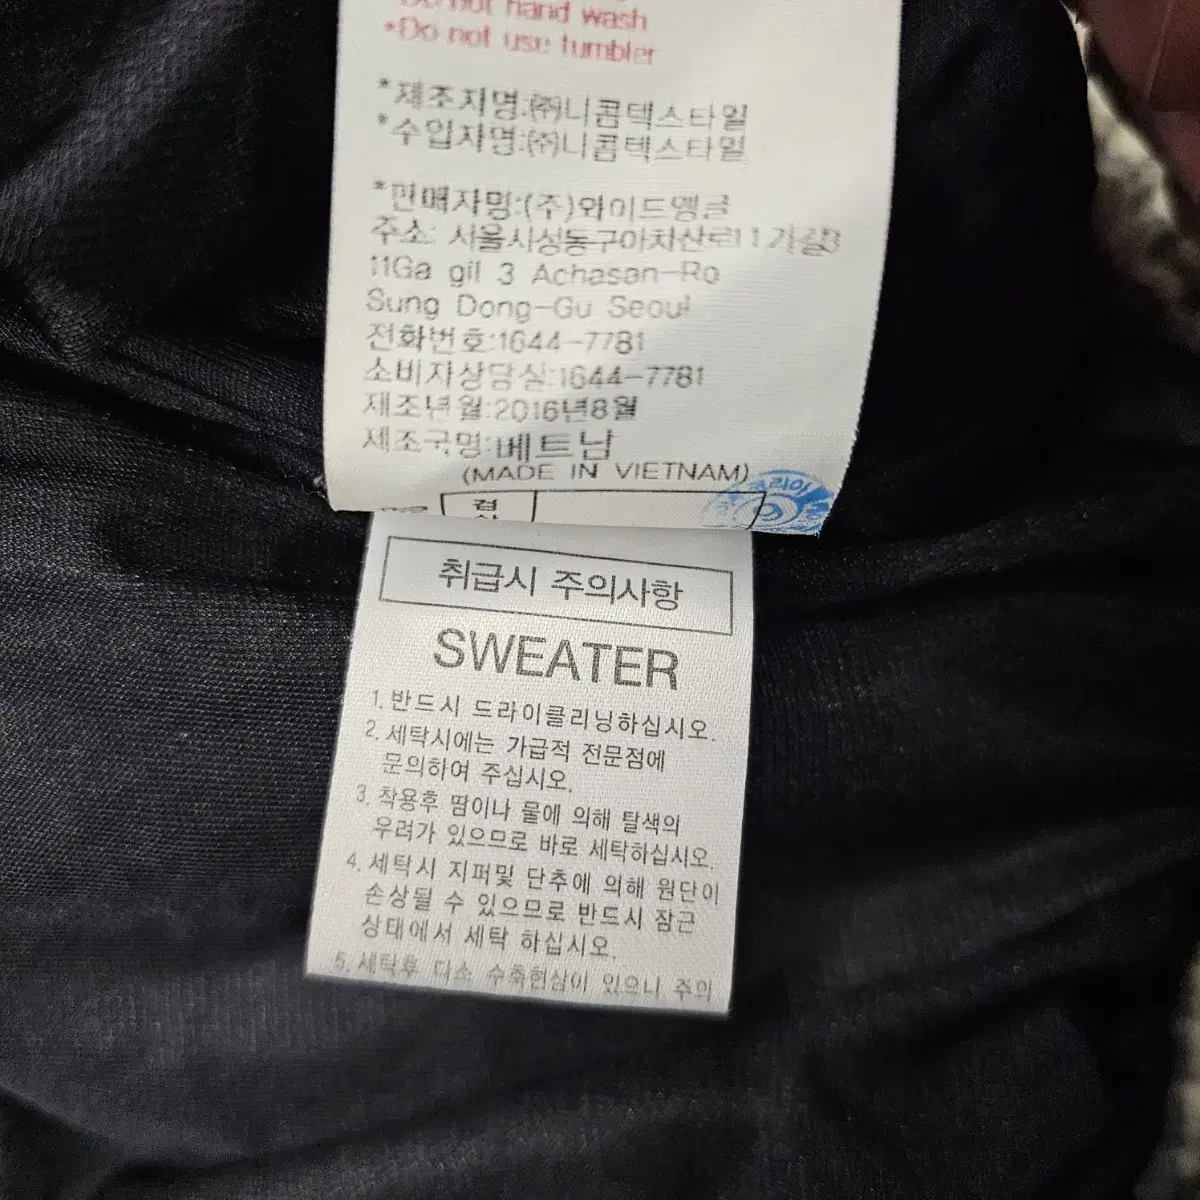 *Do not hand wash
*Do not use tumbler
*제조자명:㈜니콤텍스타일
*수입자명:㈜니콤텍스타일
*판매자명:(주)와이드앵글
주소: 서울시성동구아차산로11가길3
11Ga gil 3 Achasan-Ro
Sung Dong-Gu Seoul
전화번호:1644-7781
소비자상담실:1644-7781
제조년월:2016년8월
제조국명:베트남
(MADE IN VIETNAM)
코리아
취급시 주의사항
SWEATER
1. 반드시 드라이클리닝하십시오.
2. 세탁시에는 가급적 전문점에
문의하여 주십시오.
3. 착용후 땀이나 물에 의해 탈색의
우려가 있으므로 바로 세탁하십시오.
4. 세탁시 지퍼및 단추에 의해 원단이
손상될 수 있으므로 반드시 잠근
상태에서 세탁 하십시오.
5. 세탁후 다소 수축현상이 있으니 주의